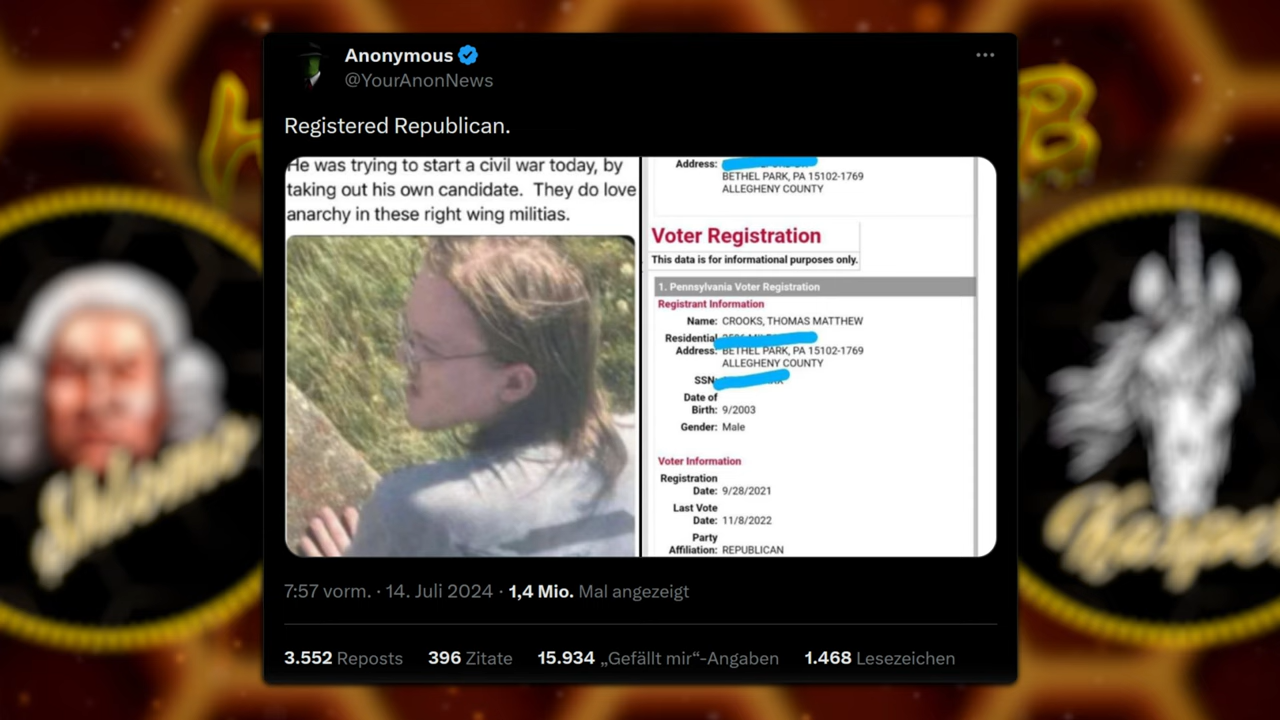 Anonymous
@YourAnonNews
Registered Republican.
He was trying to start a civil war today, by
taking out his own candidate. They do love
anarchy in these right wing militias.
Address:
BETHEL PARK, PA 15102-1769
ALLEGHENY COUNTY
Voter Registration
This data is for informational purposes only.
1. Pennsylvania Voter Registration
Registrant Information
Name: CROOKS, THOMAS MATTHEW
Residential
Address: BETHEL PARK, PA 15102-1769
ALLEGHENY COUNTY
SSN:
Date of
Birth: 9/2003
Gender: Male
Voter Information
Registration
Date: 9/28/2021
Last Vote
Date: 11/8/2022
Party
Affiliation: REPUBLICAN
7:57 vorm. · 14. Juli 2024 · 1,4 Mio. Mal angezeigt
3.552 Reposts 396 Zitate 15.934 „Gefällt mir“-Angaben 1.468 Lesezeichen
Shlomo